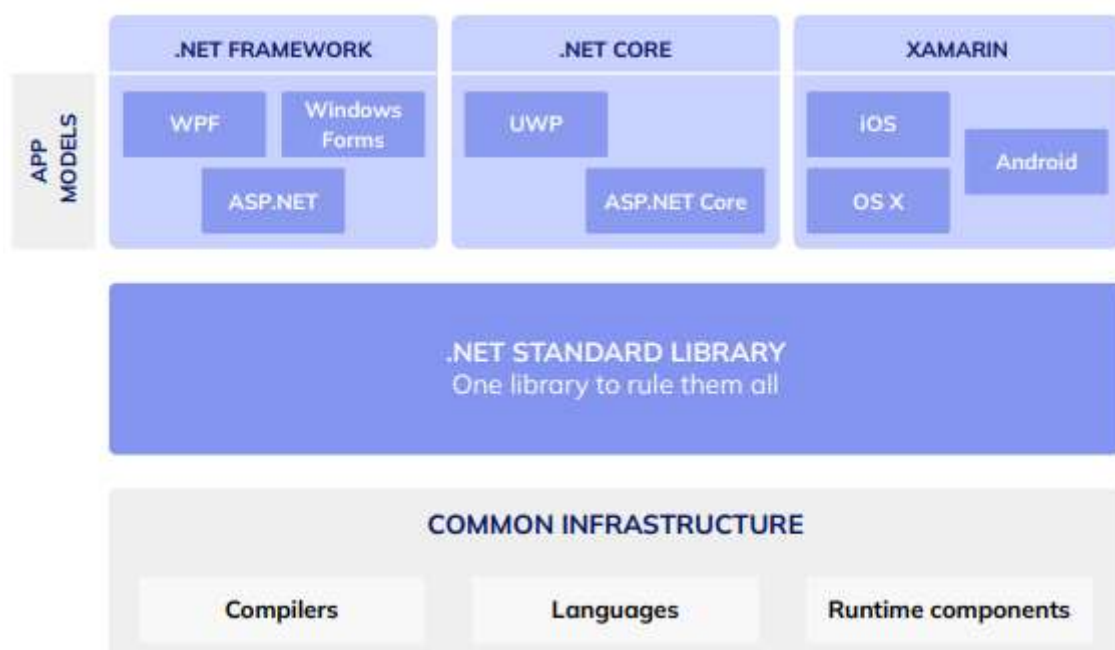 .NET FRAMEWORK
.NET CORE
XAMARIN
APP
MODELS
WPF
Windows
Forms
ASP.NET
UWP
ASP.NET Core
iOS
Android
OS X
.NET STANDARD LIBRARY
One library to rule them all
COMMON INFRASTRUCTURE
Compilers
Languages
Runtime components